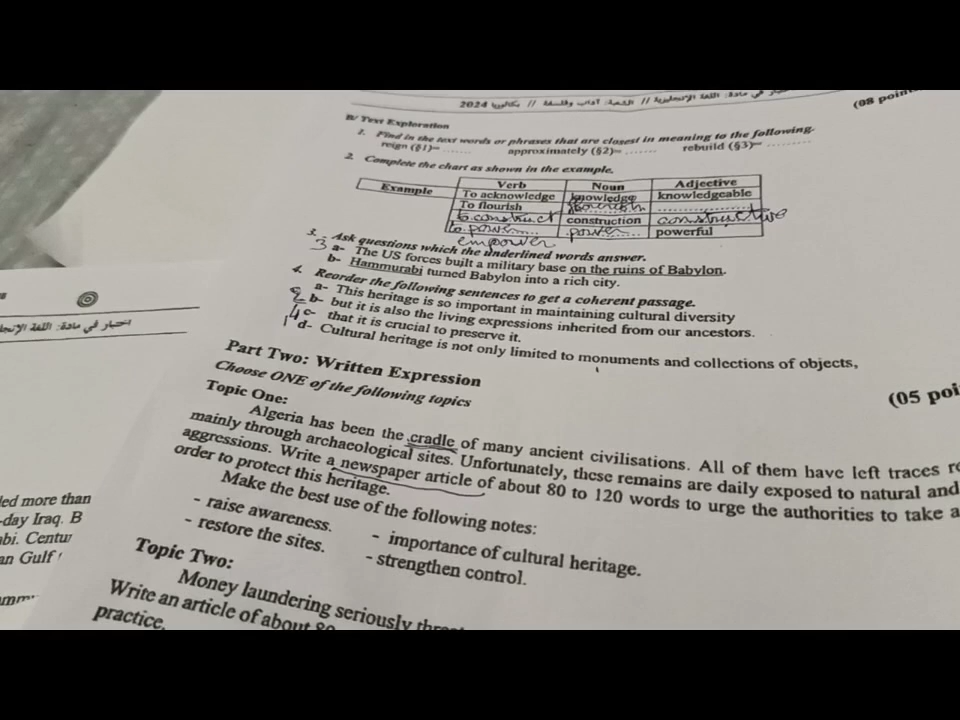 اختبار في مادة: اللغة الإنجليزية // الشعبة: آداب وفلسفة // بكالوريا 2024
(08 point
B/ Text Exploration
1. Find in the text words or phrases that are closest in meaning to the following.
reign (§1)= ........ approximately (§2)= ....... rebuild (§3)= ..........
2. Complete the chart as shown in the example.
Example Verb Noun Adjective
To acknowledge knowledge knowledgeable
To flourish ................
to construct construction constructive
to power power powerful
empower
3. Ask questions which the underlined words answer.
3 a- The US forces built a military base on the ruins of Babylon.
b- Hammurabi turned Babylon into a rich city.
4. Reorder the following sentences to get a coherent passage.
a- This heritage is so important in maintaining cultural diversity
2 b- but it is also the living expressions inherited from our ancestors.
4 c- that it is crucial to preserve it.
1 d- Cultural heritage is not only limited to monuments and collections of objects,
Part Two: Written Expression
(05 poi
Choose ONE of the following topics
Topic One:
Algeria has been the cradle of many ancient civilisations. All of them have left traces
mainly through archaeological sites. Unfortunately, these remains are daily exposed to natural and
aggressions. Write a newspaper article of about 80 to 120 words to urge the authorities to take a
order to protect this heritage.
Make the best use of the following notes:
- raise awareness. - importance of cultural heritage.
- restore the sites. - strengthen control.
Topic Two:
Money laundering seriously
Write an article of about 80
practice.
اختبار في مادة: اللغة
led more than
-day Iraq. B
bi. Centu
an Gulf